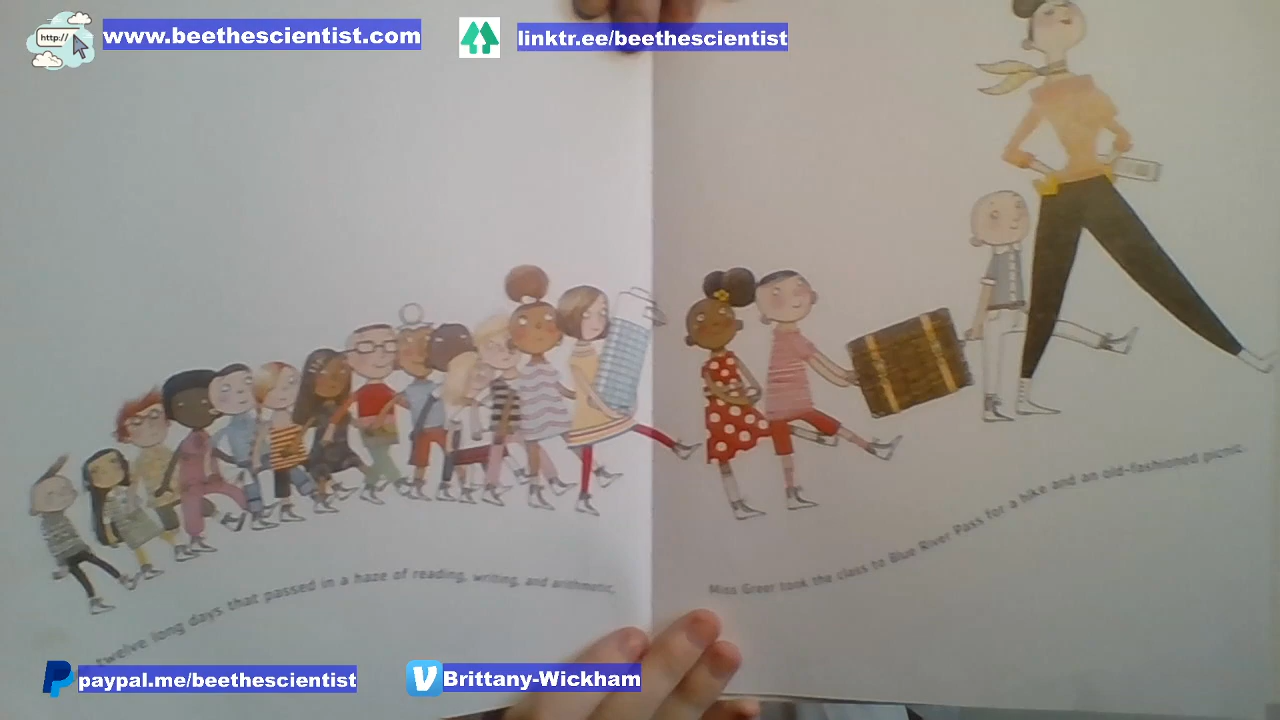 http://
www.beethescientist.com
linktr.ee/beethescientist
twelve long days that passed in a haze of reading, writing, and arithmetic,
Miss Greer took the class to Blue River Pass for a hike and an old-fashioned picnic.
paypal.me/beethescientist
Brittany-Wickham